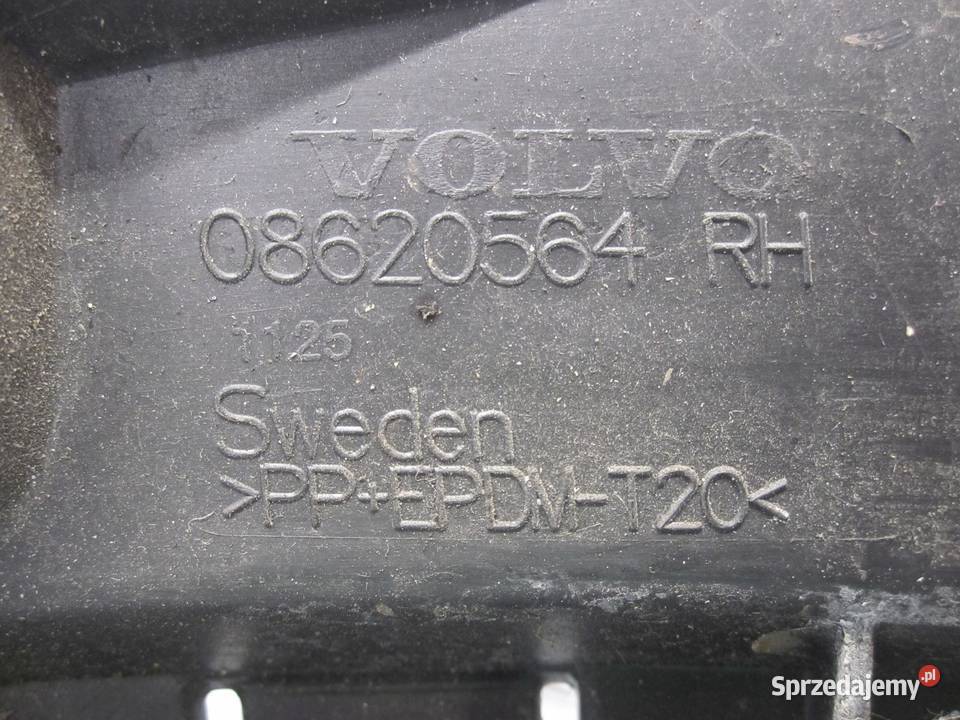 VOLVO
08620564 RH
1125
Sweden
>PP+EPDM-T20<
Sprzedajemy.pl